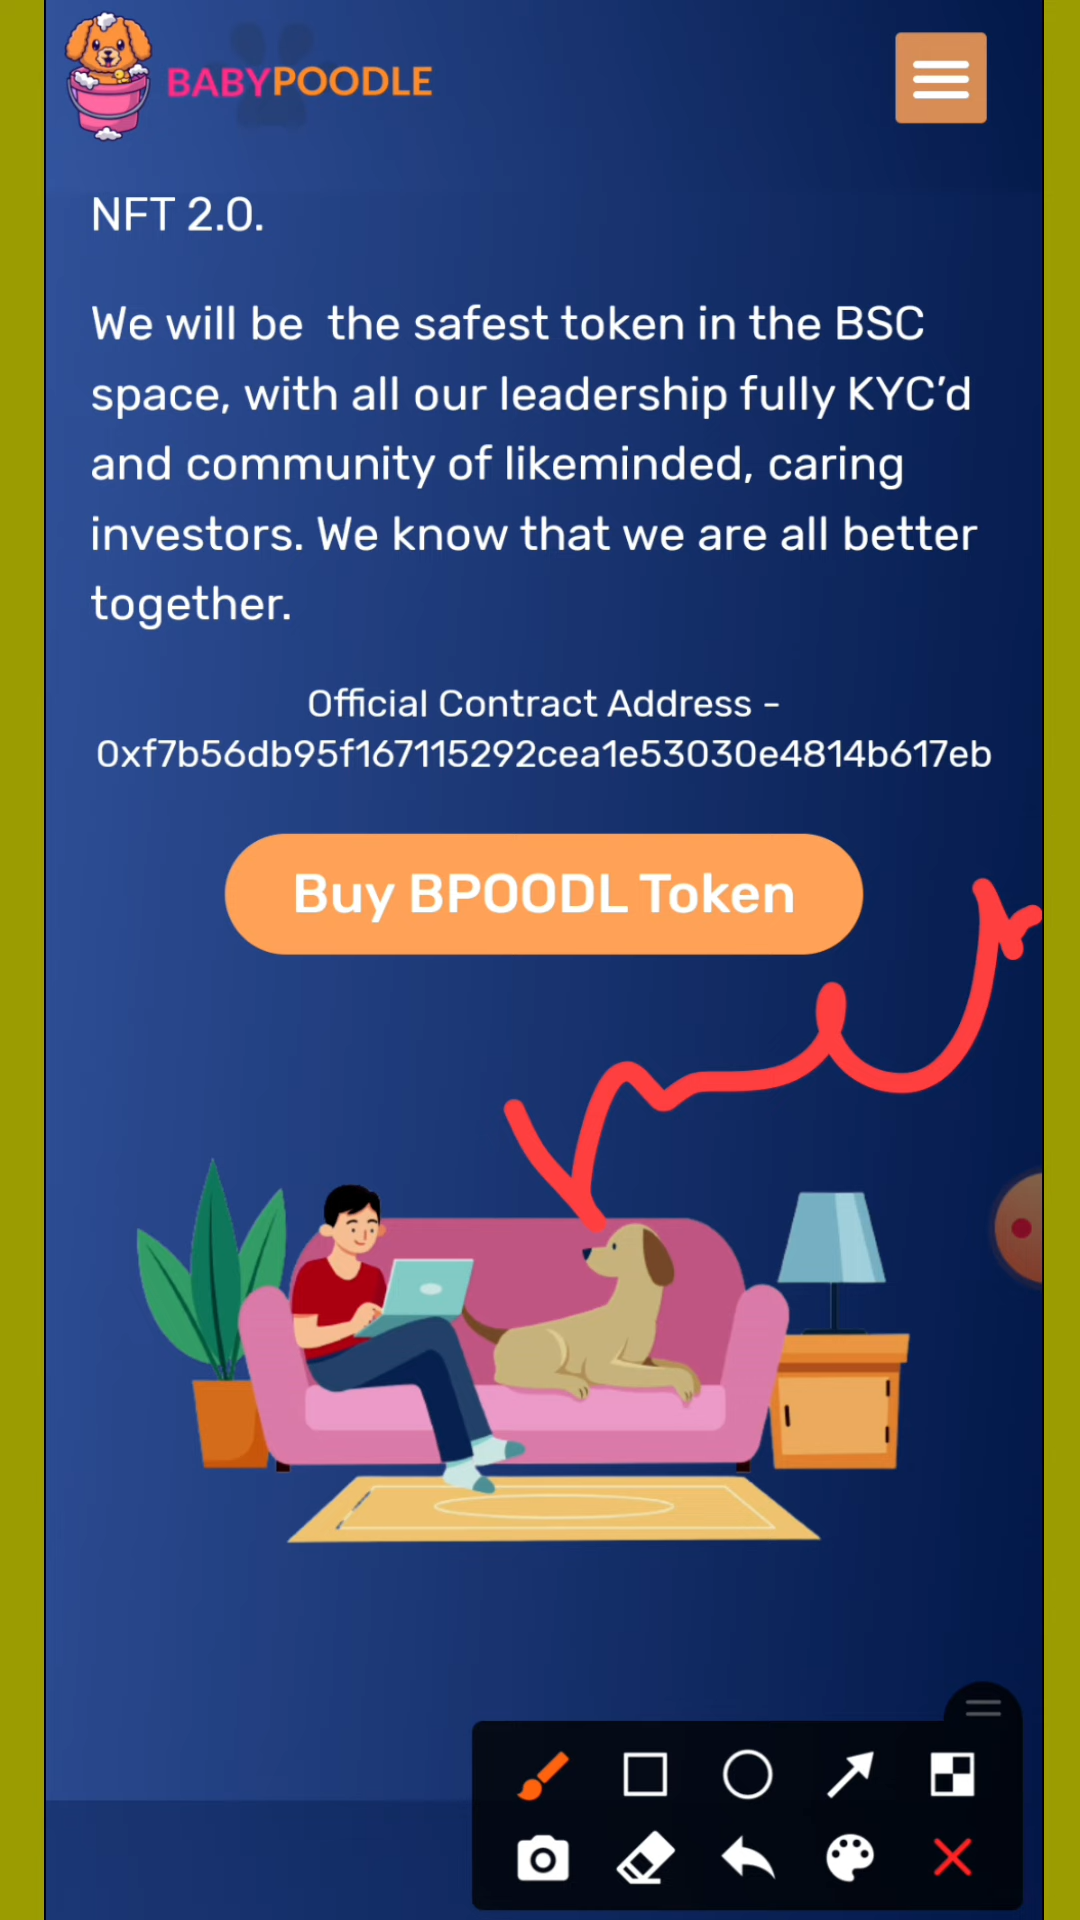 BABYPOODLE
NFT 2.0.
We will be the safest token in the BSC
space, with all our leadership fully KYC’d
and community of likeminded, caring
investors. We know that we are all better
together.
Official Contract Address -
0xf7b56db95f167115292cea1e53030e4814b617eb
Buy BPOODL Token